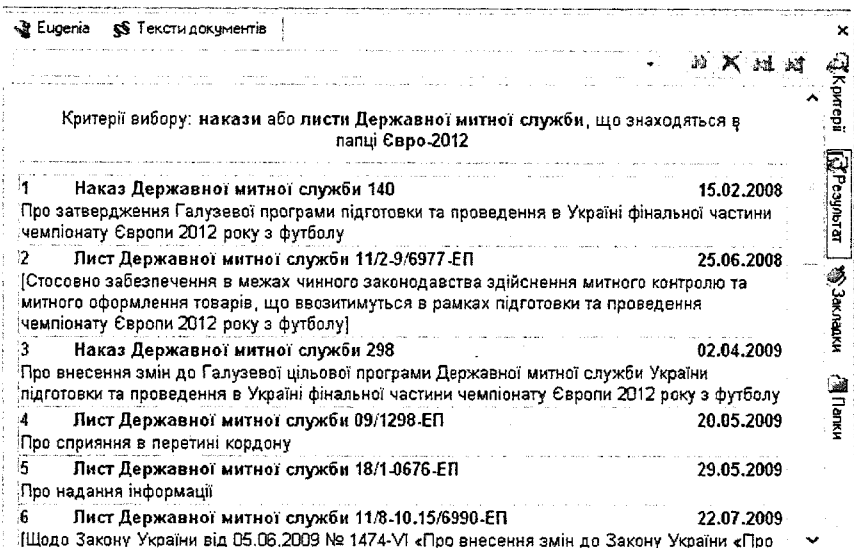 Eugenia Тексти документів
Критерії вибору: накази або листи Державної митної служби, що знаходяться в
папці Євро-2012
1 Наказ Державної митної служби 140 15.02.2008
Про затвердження Галузевої програми підготовки та проведення в Україні фінальної частини
чемпіонату Європи 2012 року з футболу
2 Лист Державної митної служби 11/2-9/6977-ЕП 25.06.2008
[Стосовно забезпечення в межах чинного законодавства здійснення митного контролю та
митного оформлення товарів, що ввозитимуться в рамках підготовки та проведення
чемпіонату Європи 2012 року з футболу]
3 Наказ Державної митної служби 298 02.04.2009
Про внесення змін до Галузевої цільової програми Державної митної служби України
підготовки та проведення в Україні фінальної частини чемпіонату Європи 2012 року з футболу
4 Лист Державної митної служби 09/1298-ЕП 20.05.2009
Про сприяння в перетині кордону
5 Лист Державної митної служби 18/1-0676-ЕП 29.05.2009
Про надання інформації
6 Лист Державної митної служби 11/8-10.15/6990-ЕП 22.07.2009
[Щодо Закону України від 05.06.2009 № 1474-VI «Про внесення змін до Закону України «Про
Критерії
Результат
Закладки
Папки